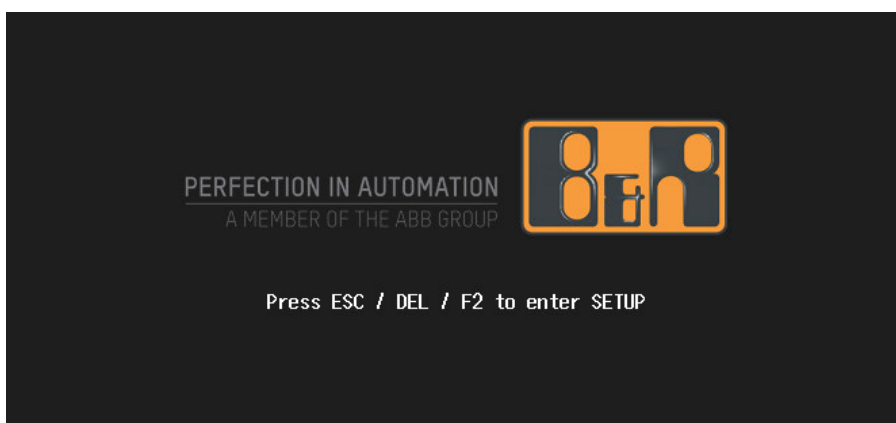 PERFECTION IN AUTOMATION
A MEMBER OF THE ABB GROUP
B&R
Press ESC / DEL / F2 to enter SETUP